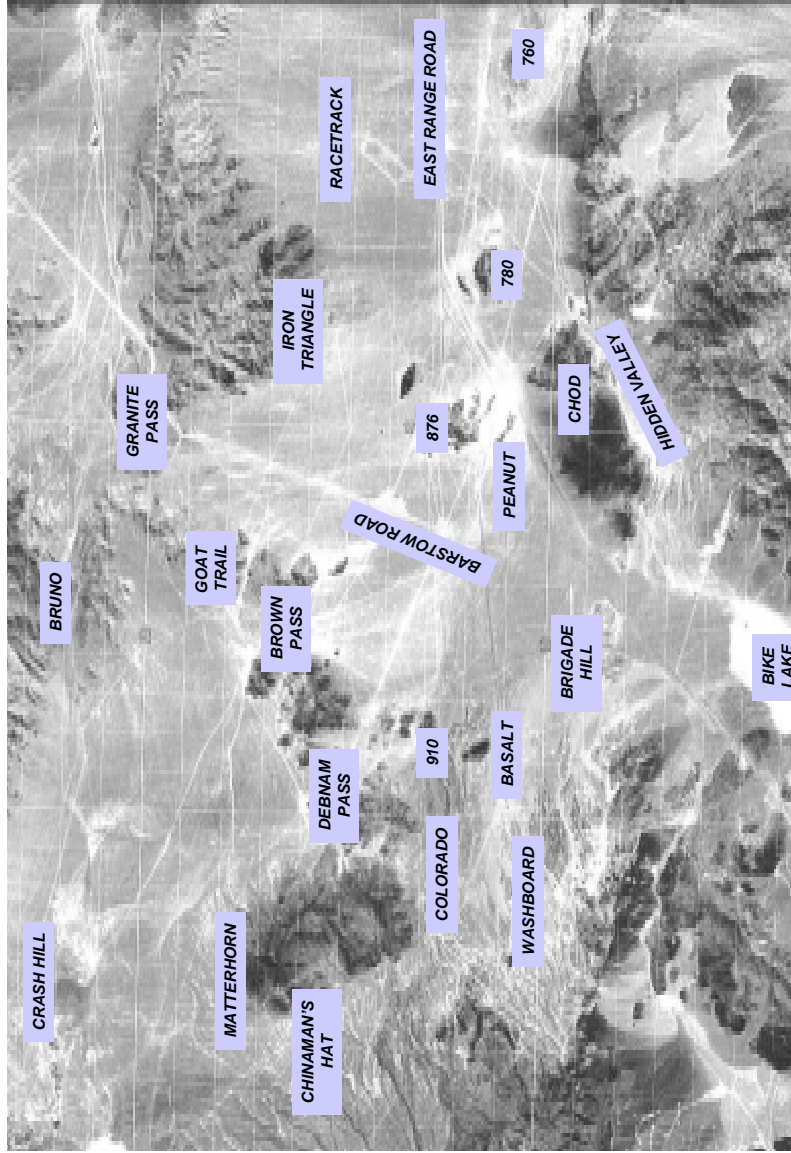 CRASH HILL
BRUNO
GRANITE
PASS
MATTERHORN
GOAT
TRAIL
CHINAMAN'S
HAT
BROWN
PASS
IRON
TRIANGLE
DEBNAM
PASS
RACETRACK
COLORADO
910
BARSTOW ROAD
876
EAST RANGE ROAD
WASHBOARD
BASALT
PEANUT
780
760
BRIGADE
HILL
CHOD
HIDDEN VALLEY
BIKE
LAKE